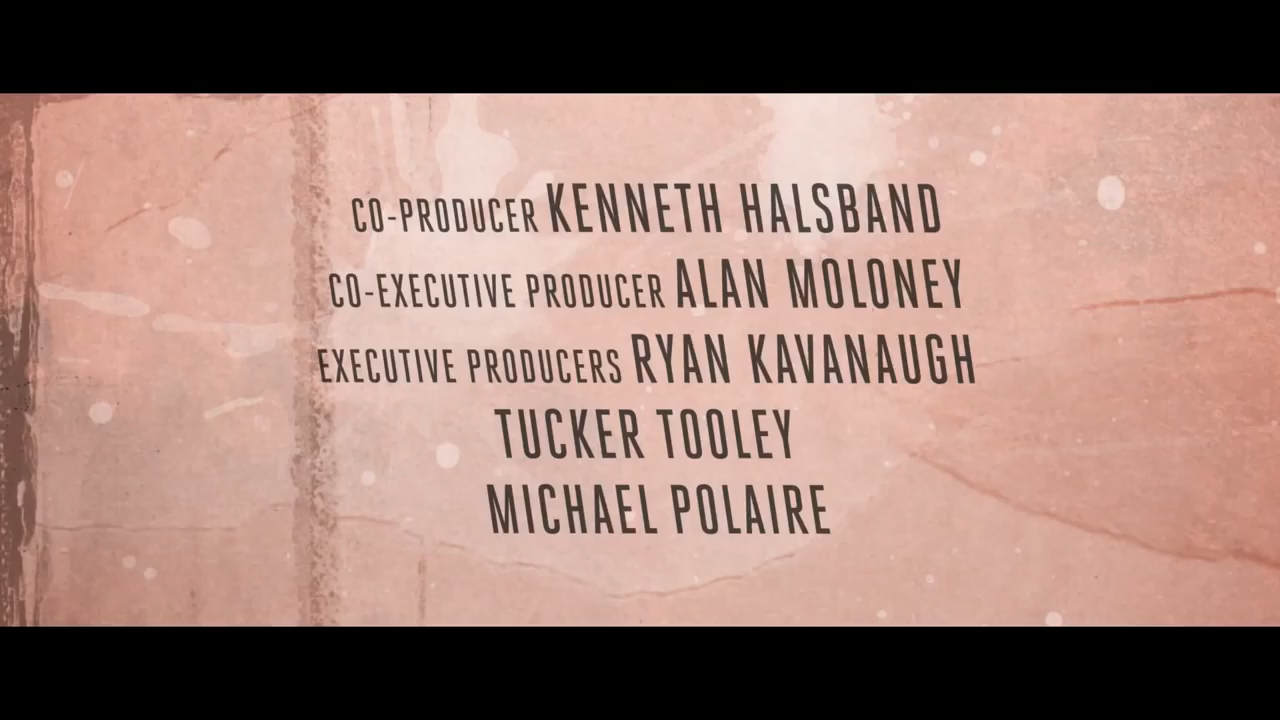 CO-PRODUCER KENNETH HALSBAND
CO-EXECUTIVE PRODUCER ALAN MOLONEY
EXECUTIVE PRODUCERS RYAN KAVANAUGH
TUCKER TOOLEY
MICHAEL POLAIRE